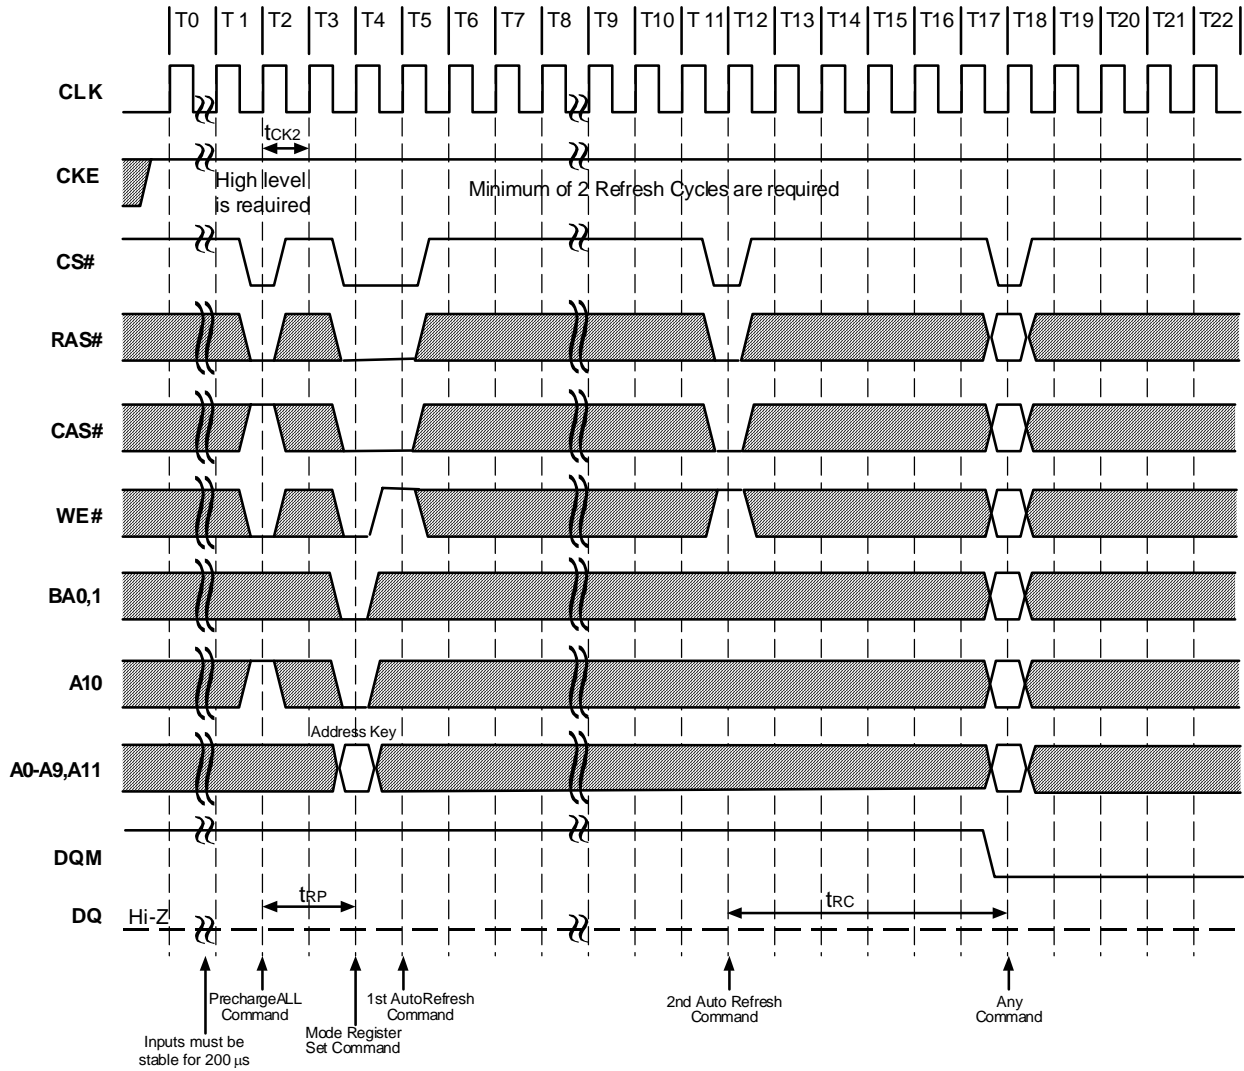 T0 T 1 T2 T3 T4 T5 T6 T7 T8 T9 T10 T 11 T12 T13 T14 T15 T16 T17 T18 T19 T20 T21 T22
CLK
tCK2
CKE
High level
is reauired
Minimum of 2 Refresh Cycles are required
CS#
RAS#
CAS#
WE#
BA0,1
A10
Address Key
A0-A9,A11
DQM
tRP
tRC
DQ
Hi-Z
PrechargeALL
Command
1st AutoRefresh
Command
2nd Auto Refresh
Command
Any
Command
Mode Register
Set Command
Inputs must be
stable for 200 µs